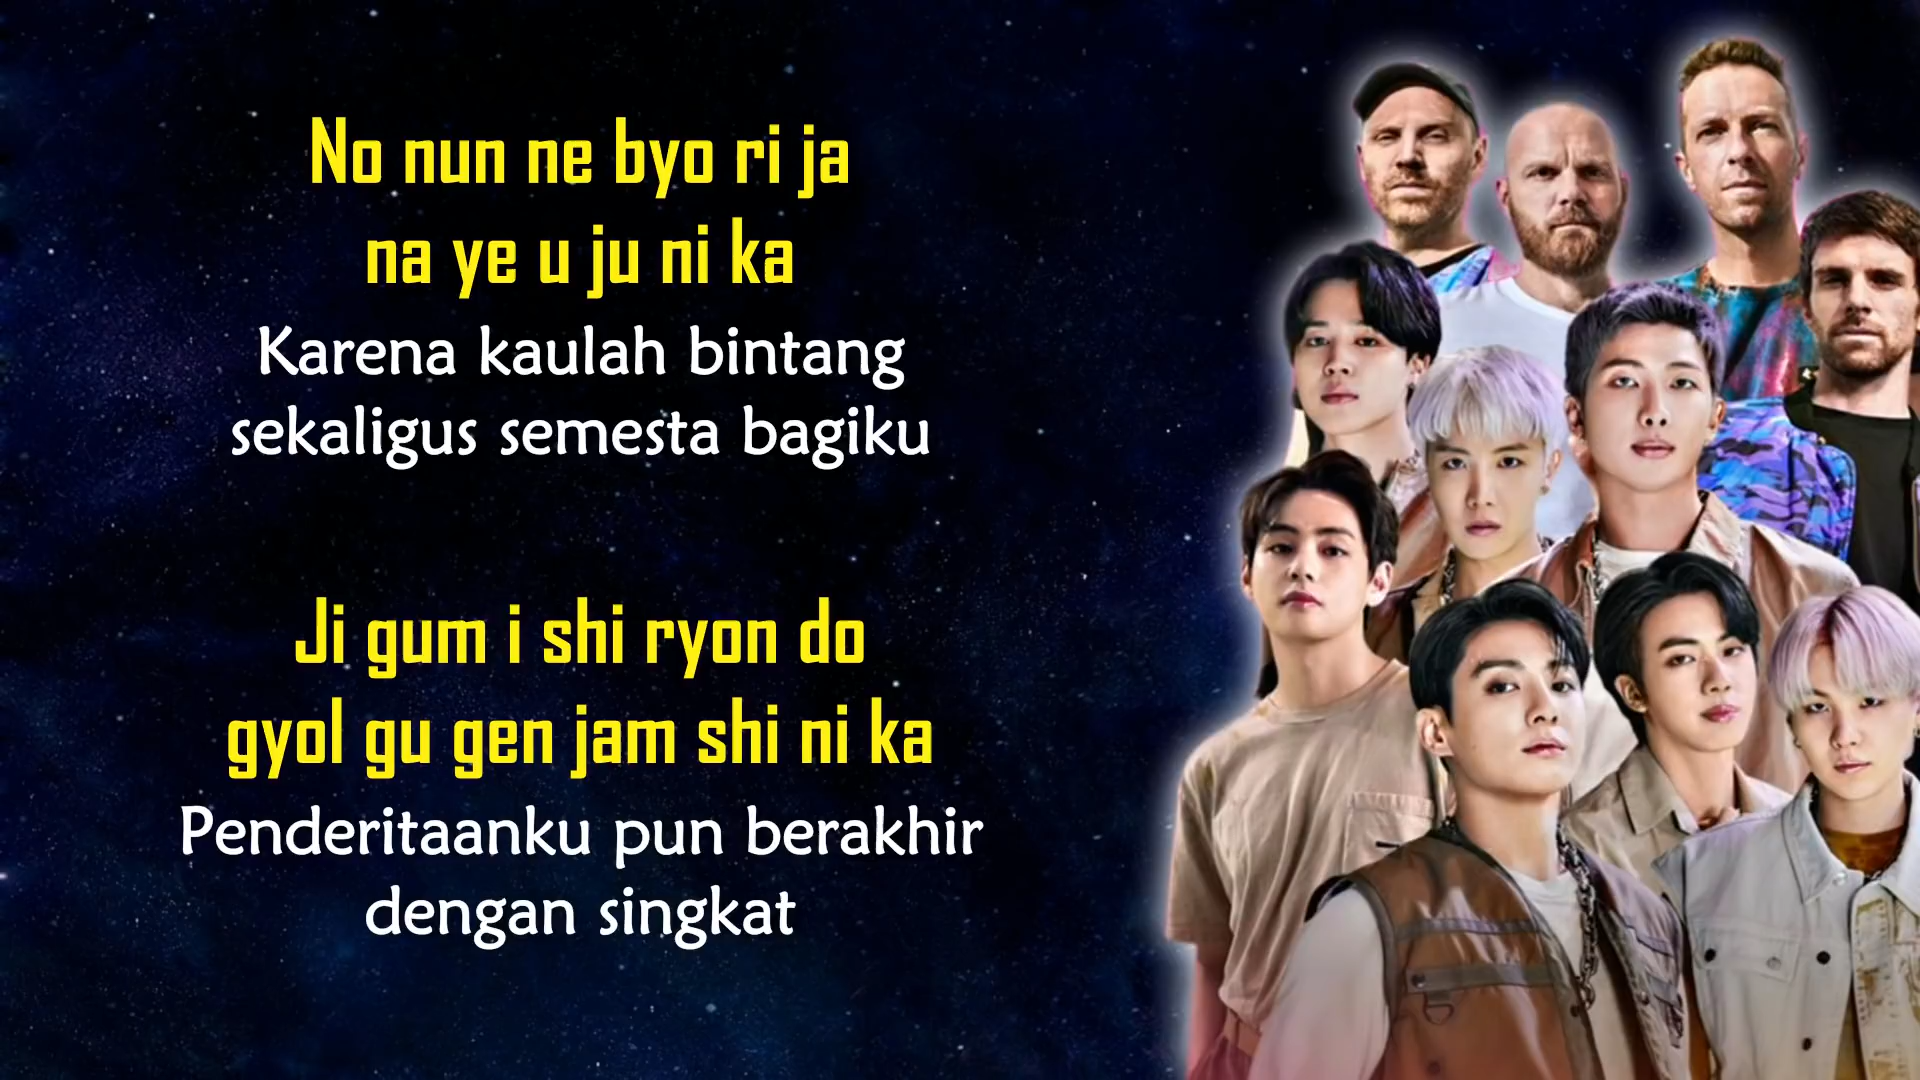 No nun ne byo ri ja
na ye u ju ni ka
Karena kaulah bintang
sekaligus semesta bagiku
Ji gum i shi ryon do
gyol gu gen jam shi ni ka
Penderitaanku pun berakhir
dengan singkat